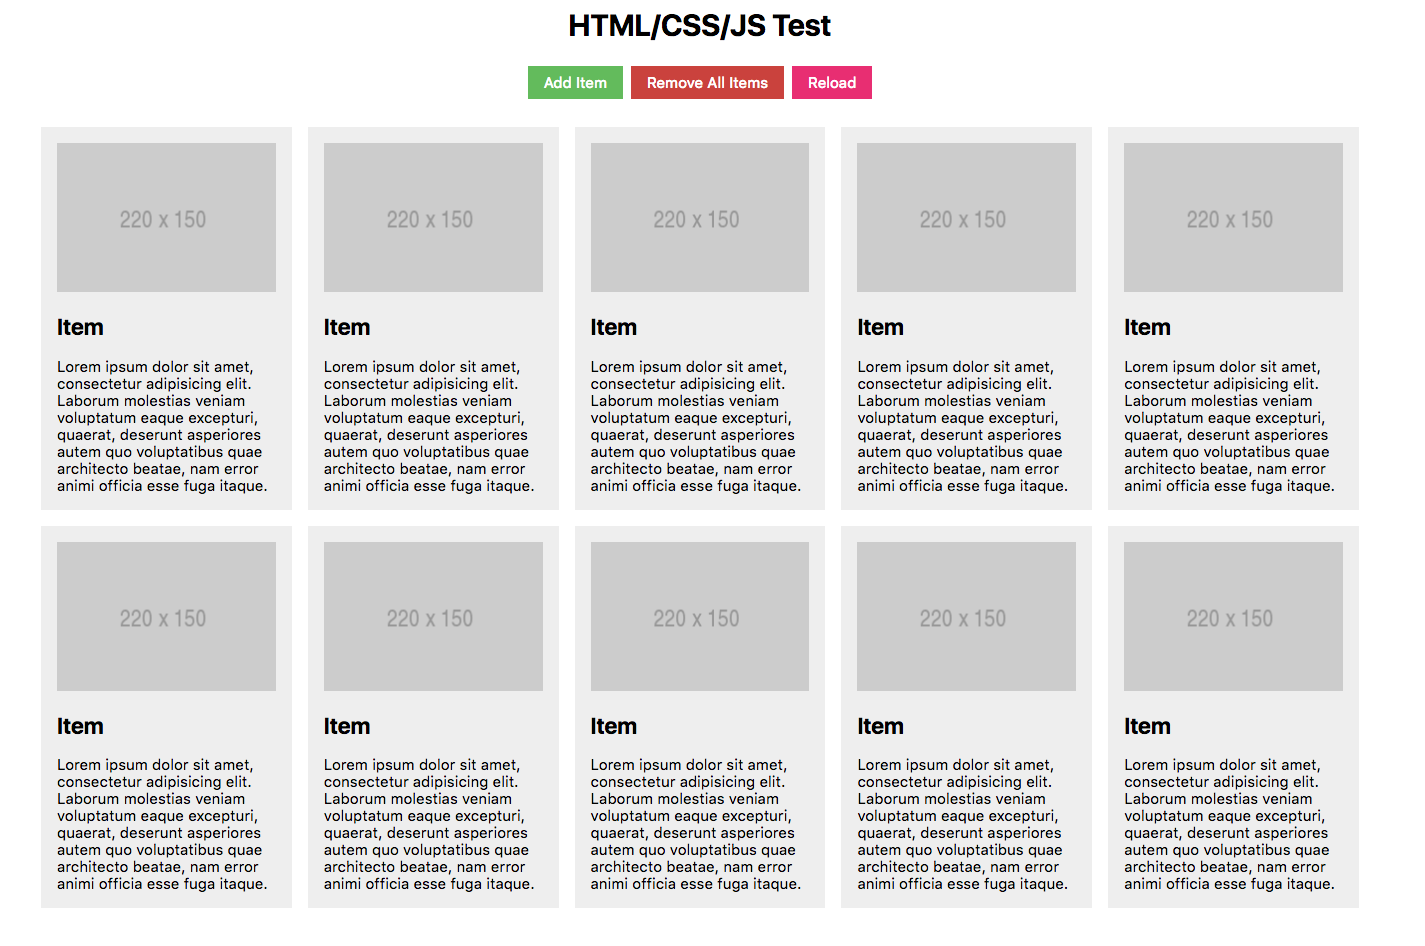 HTML/CSS/JS Test
Add Item
Remove All Items
Reload
220 x 150
Item
Lorem ipsum dolor sit amet,
consectetur adipisicing elit.
Laborum molestias veniam
voluptatum eaque excepturi,
quaerat, deserunt asperiores
autem quo voluptatibus quae
architecto beatae, nam error
animi officia esse fuga itaque.
220 x 150
Item
Lorem ipsum dolor sit amet,
consectetur adipisicing elit.
Laborum molestias veniam
voluptatum eaque excepturi,
quaerat, deserunt asperiores
autem quo voluptatibus quae
architecto beatae, nam error
animi officia esse fuga itaque.
220 x 150
Item
Lorem ipsum dolor sit amet,
consectetur adipisicing elit.
Laborum molestias veniam
voluptatum eaque excepturi,
quaerat, deserunt asperiores
autem quo voluptatibus quae
architecto beatae, nam error
animi officia esse fuga itaque.
220 x 150
Item
Lorem ipsum dolor sit amet,
consectetur adipisicing elit.
Laborum molestias veniam
voluptatum eaque excepturi,
quaerat, deserunt asperiores
autem quo voluptatibus quae
architecto beatae, nam error
animi officia esse fuga itaque.
220 x 150
Item
Lorem ipsum dolor sit amet,
consectetur adipisicing elit.
Laborum molestias veniam
voluptatum eaque excepturi,
quaerat, deserunt asperiores
autem quo voluptatibus quae
architecto beatae, nam error
animi officia esse fuga itaque.
220 x 150
Item
Lorem ipsum dolor sit amet,
consectetur adipisicing elit.
Laborum molestias veniam
voluptatum eaque excepturi,
quaerat, deserunt asperiores
autem quo voluptatibus quae
architecto beatae, nam error
animi officia esse fuga itaque.
220 x 150
Item
Lorem ipsum dolor sit amet,
consectetur adipisicing elit.
Laborum molestias veniam
voluptatum eaque excepturi,
quaerat, deserunt asperiores
autem quo voluptatibus quae
architecto beatae, nam error
animi officia esse fuga itaque.
220 x 150
Item
Lorem ipsum dolor sit amet,
consectetur adipisicing elit.
Laborum molestias veniam
voluptatum eaque excepturi,
quaerat, deserunt asperiores
autem quo voluptatibus quae
architecto beatae, nam error
animi officia esse fuga itaque.
220 x 150
Item
Lorem ipsum dolor sit amet,
consectetur adipisicing elit.
Laborum molestias veniam
voluptatum eaque excepturi,
quaerat, deserunt asperiores
autem quo voluptatibus quae
architecto beatae, nam error
animi officia esse fuga itaque.
220 x 150
Item
Lorem ipsum dolor sit amet,
consectetur adipisicing elit.
Laborum molestias veniam
voluptatum eaque excepturi,
quaerat, deserunt asperiores
autem quo voluptatibus quae
architecto beatae, nam error
animi officia esse fuga itaque.